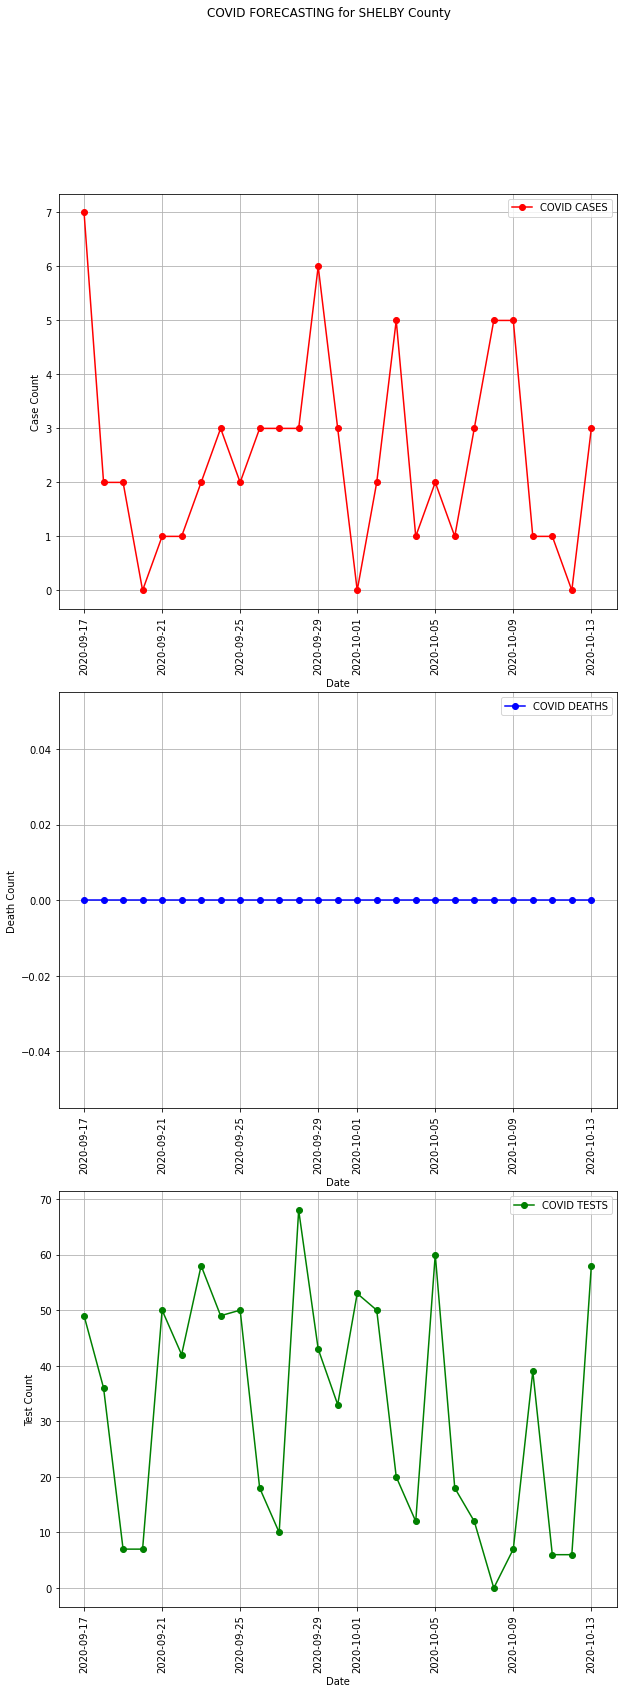 COVID FORECASTING for SHELBY County
COVID CASES
7
6
5
4
3
2
1
0
Case Count
2020-09-17 2020-09-21 2020-09-25 2020-09-29 2020-10-01 2020-10-05 2020-10-09 2020-10-13
Date
COVID DEATHS
0.04
0.02
0.00
−0.02
−0.04
Death Count
2020-09-17 2020-09-21 2020-09-25 2020-09-29 2020-10-01 2020-10-05 2020-10-09 2020-10-13
Date
COVID TESTS
70
60
50
40
30
20
10
0
Test Count
2020-09-17 2020-09-21 2020-09-25 2020-09-29 2020-10-01 2020-10-05 2020-10-09 2020-10-13
Date